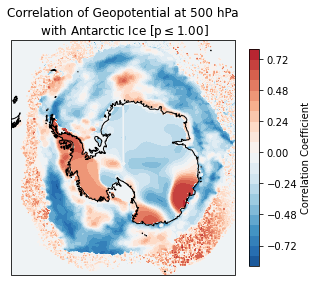 Correlation of Geopotential at 500 hPa
with Antarctic Ice [p ≤ 1.00]
0.72
0.48
0.24
0.00
−0.24
−0.48
−0.72
Correlation Coefficient